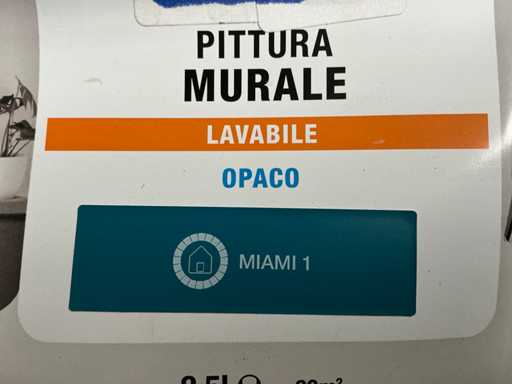 PITTURA
MURALE
LAVABILE
OPACO
MIAMI 1